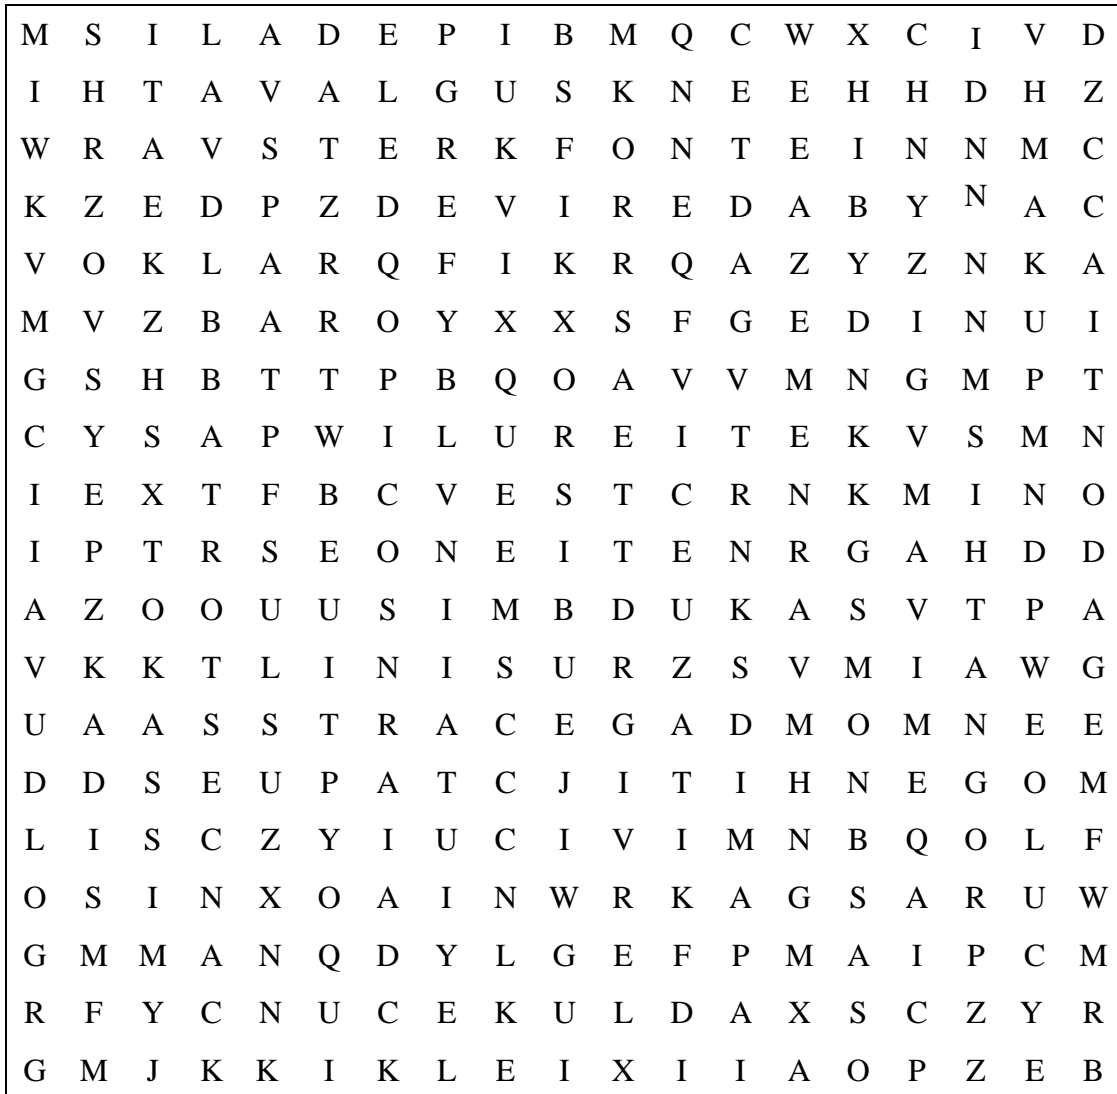 M S I L A D E P I B M Q C W X C I V D
I H T A V A L G U S K N E E H H D H Z
W R A V S T E R K F O N T E I N N M C
K Z E D P Z D E V I R E D A B Y N A C
V O K L A R Q F I K R Q A Z Y Z N K A
M V Z B A R O Y X X S F G E D I N U I
G S H B T T P B Q O A V V M N G M P T
C Y S A P W I L U R E I T E K V S M N
I E X T F B C V E S T C R N K M I N O
I P T R S E O N E I T E N R G A H D D
A Z O O U U S I M B D U K A S V T P A
V K K T L I N I S U R Z S V M I A W G
U A A S S T R A C E G A D M O M N E E
D D S E U P A T C J I T I H N E G O M
L I S C Z Y I U C I V I M N B Q O L F
O S I N X O A I N W R K A G S A R U W
G M M A N Q D Y L G E F P M A I P C M
R F Y C N U C E K U L D A X S C Z Y R
G M J K K I K L E I X I I A O P Z E B